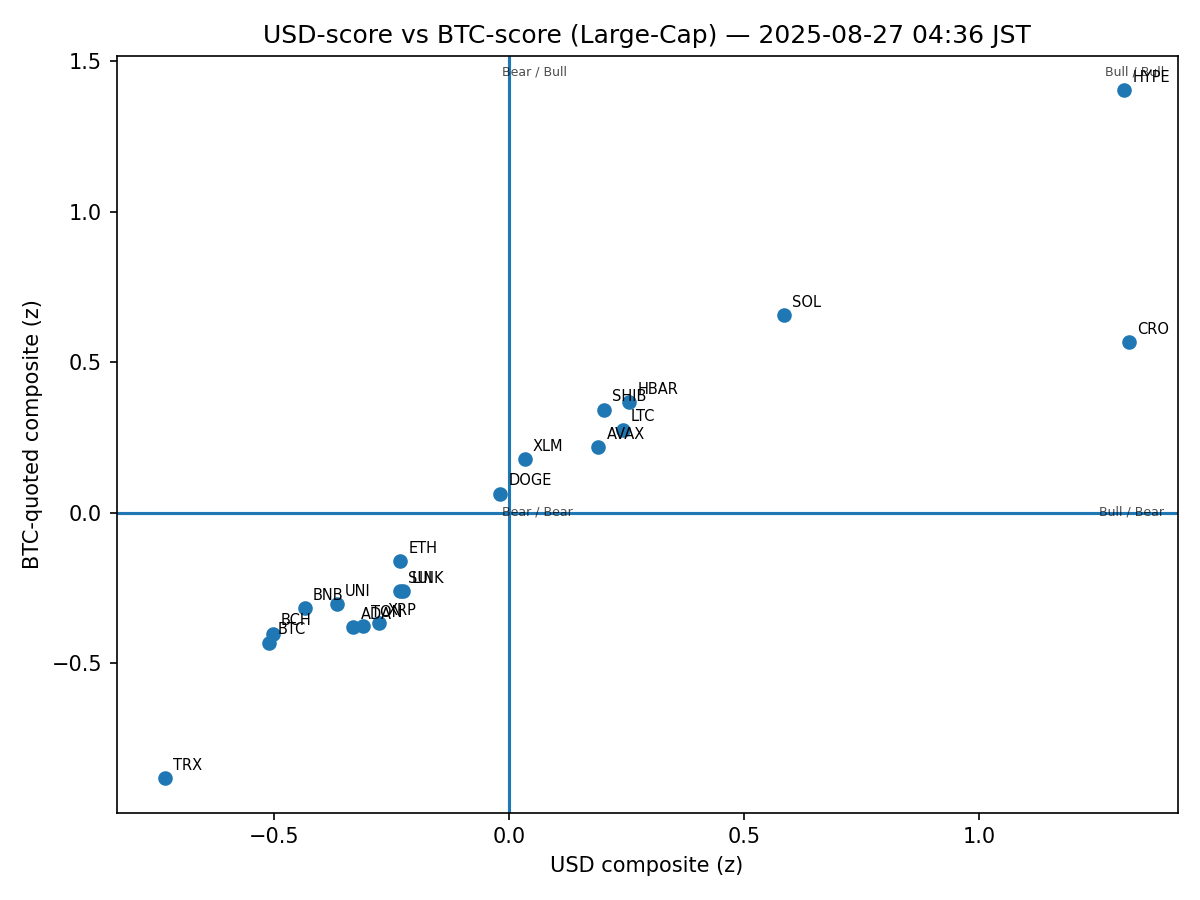 USD-score vs BTC-score (Large-Cap) — 2025-08-27 04:36 JST
1.5
Bear / Bull
Bull / Bull
HYPE
1.0
SOL
CRO
0.5
HBAR
SHIB
LTC
AVAX
XLM
DOGE
0.0
Bear / Bear
Bull / Bear
ETH
SUI
LINK
UNI
BNB
XRP
TON
ADA
BCH
BTC
−0.5
TRX
−0.5
0.0
0.5
1.0
USD composite (z)
BTC-quoted composite (z)